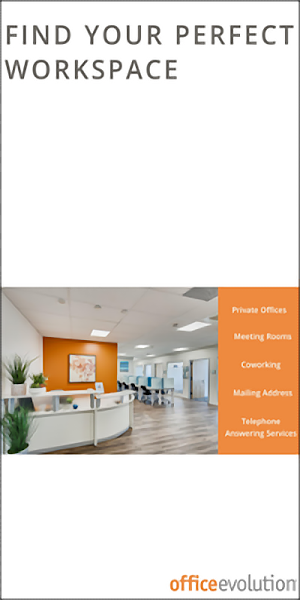 FIND YOUR PERFECT
WORKSPACE
Private Offices
Meeting Rooms
Coworking
Mailing Address
Telephone
Answering Services
officeevolution